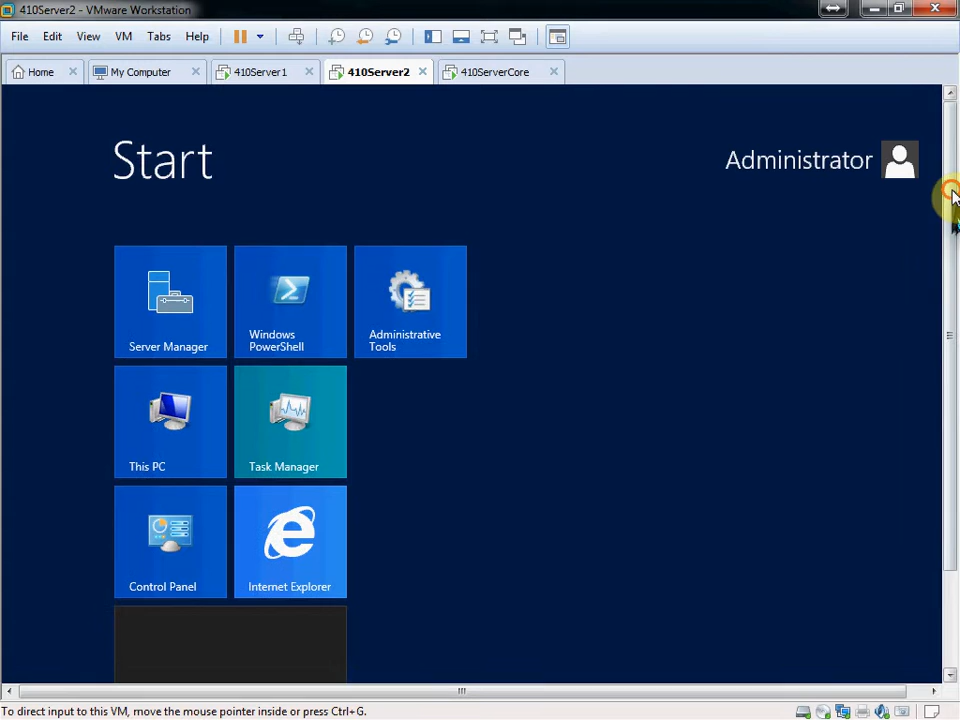 410Server2 - VMware Workstation
File Edit View VM Tabs Help
Home My Computer 410Server1 410Server2 410ServerCore
Start
Administrator
Server Manager
Windows
PowerShell
Administrative
Tools
This PC
Task Manager
Control Panel
Internet Explorer
To direct input to this VM, move the mouse pointer inside or press Ctrl+G.